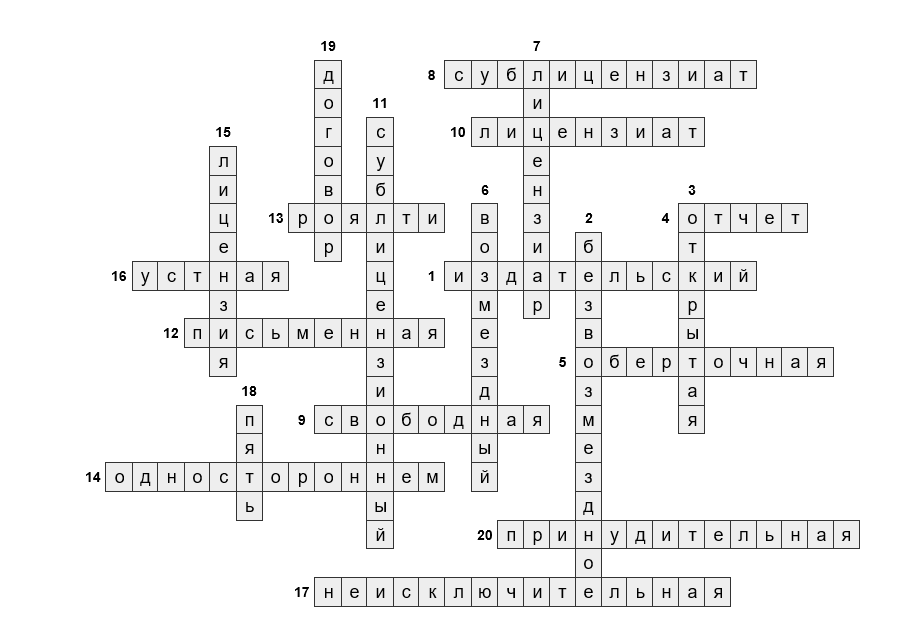 19
7
8 сублицензиат
11
15
10 лицензиат
6
3
13 роялти
2
4 отчет
16 устная
1 издательский
12 письменная
5 оберточная
18
9 свободная
14 одностороннем
20 принудительная
17 неисключительная
договор
лицензиар
сублицензионный
лицензия
возмездный
открытая
безвозмездное
пять